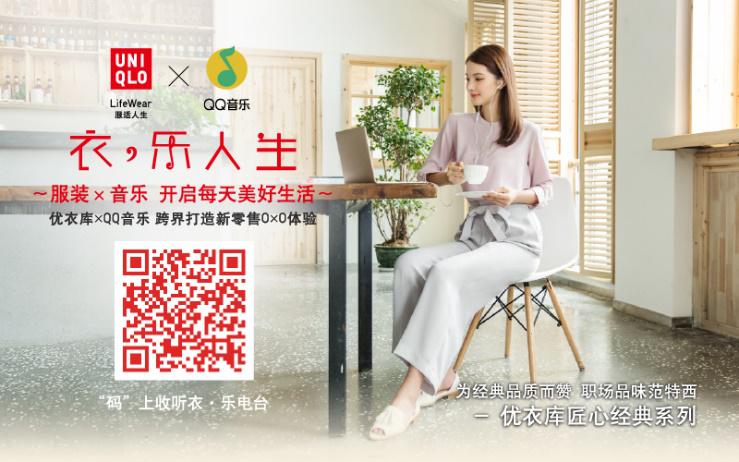 UNI
QLO
LifeWear
服适人生
×
QQ音乐
衣,乐人生
~服装×音乐 开启每天美好生活~
优衣库×QQ音乐 跨界打造新零售O×O体验
“码”上收听衣·乐电台
为经典品质而赞 职场品味范特西
— 优衣库匠心经典系列